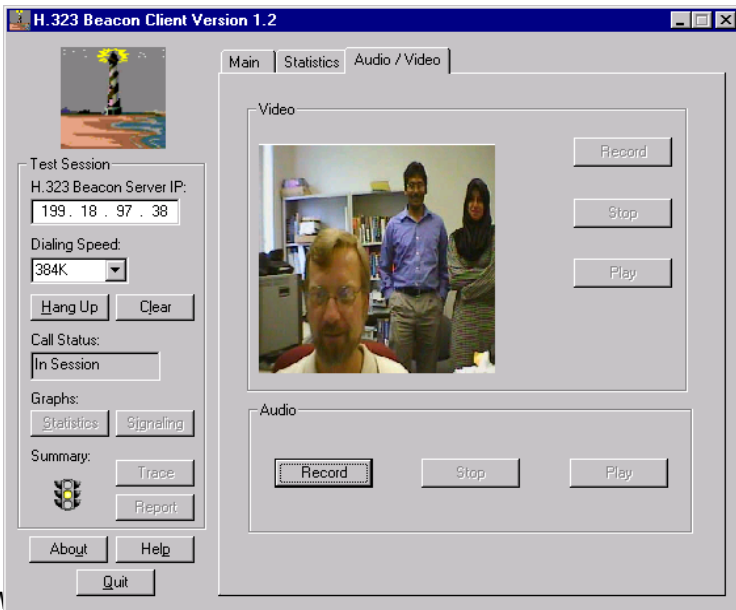 H.323 Beacon Client Version 1.2
Test Session
H.323 Beacon Server IP:
199 . 18 . 97 . 38
Dialing Speed:
384K
Hang Up
Clear
Call Status:
In Session
Graphs:
Statistics
Signaling
Summary:
Trace
Report
About
Help
Quit
Main
Statistics
Audio / Video
Video
Record
Stop
Play
Audio
Record
Stop
Play